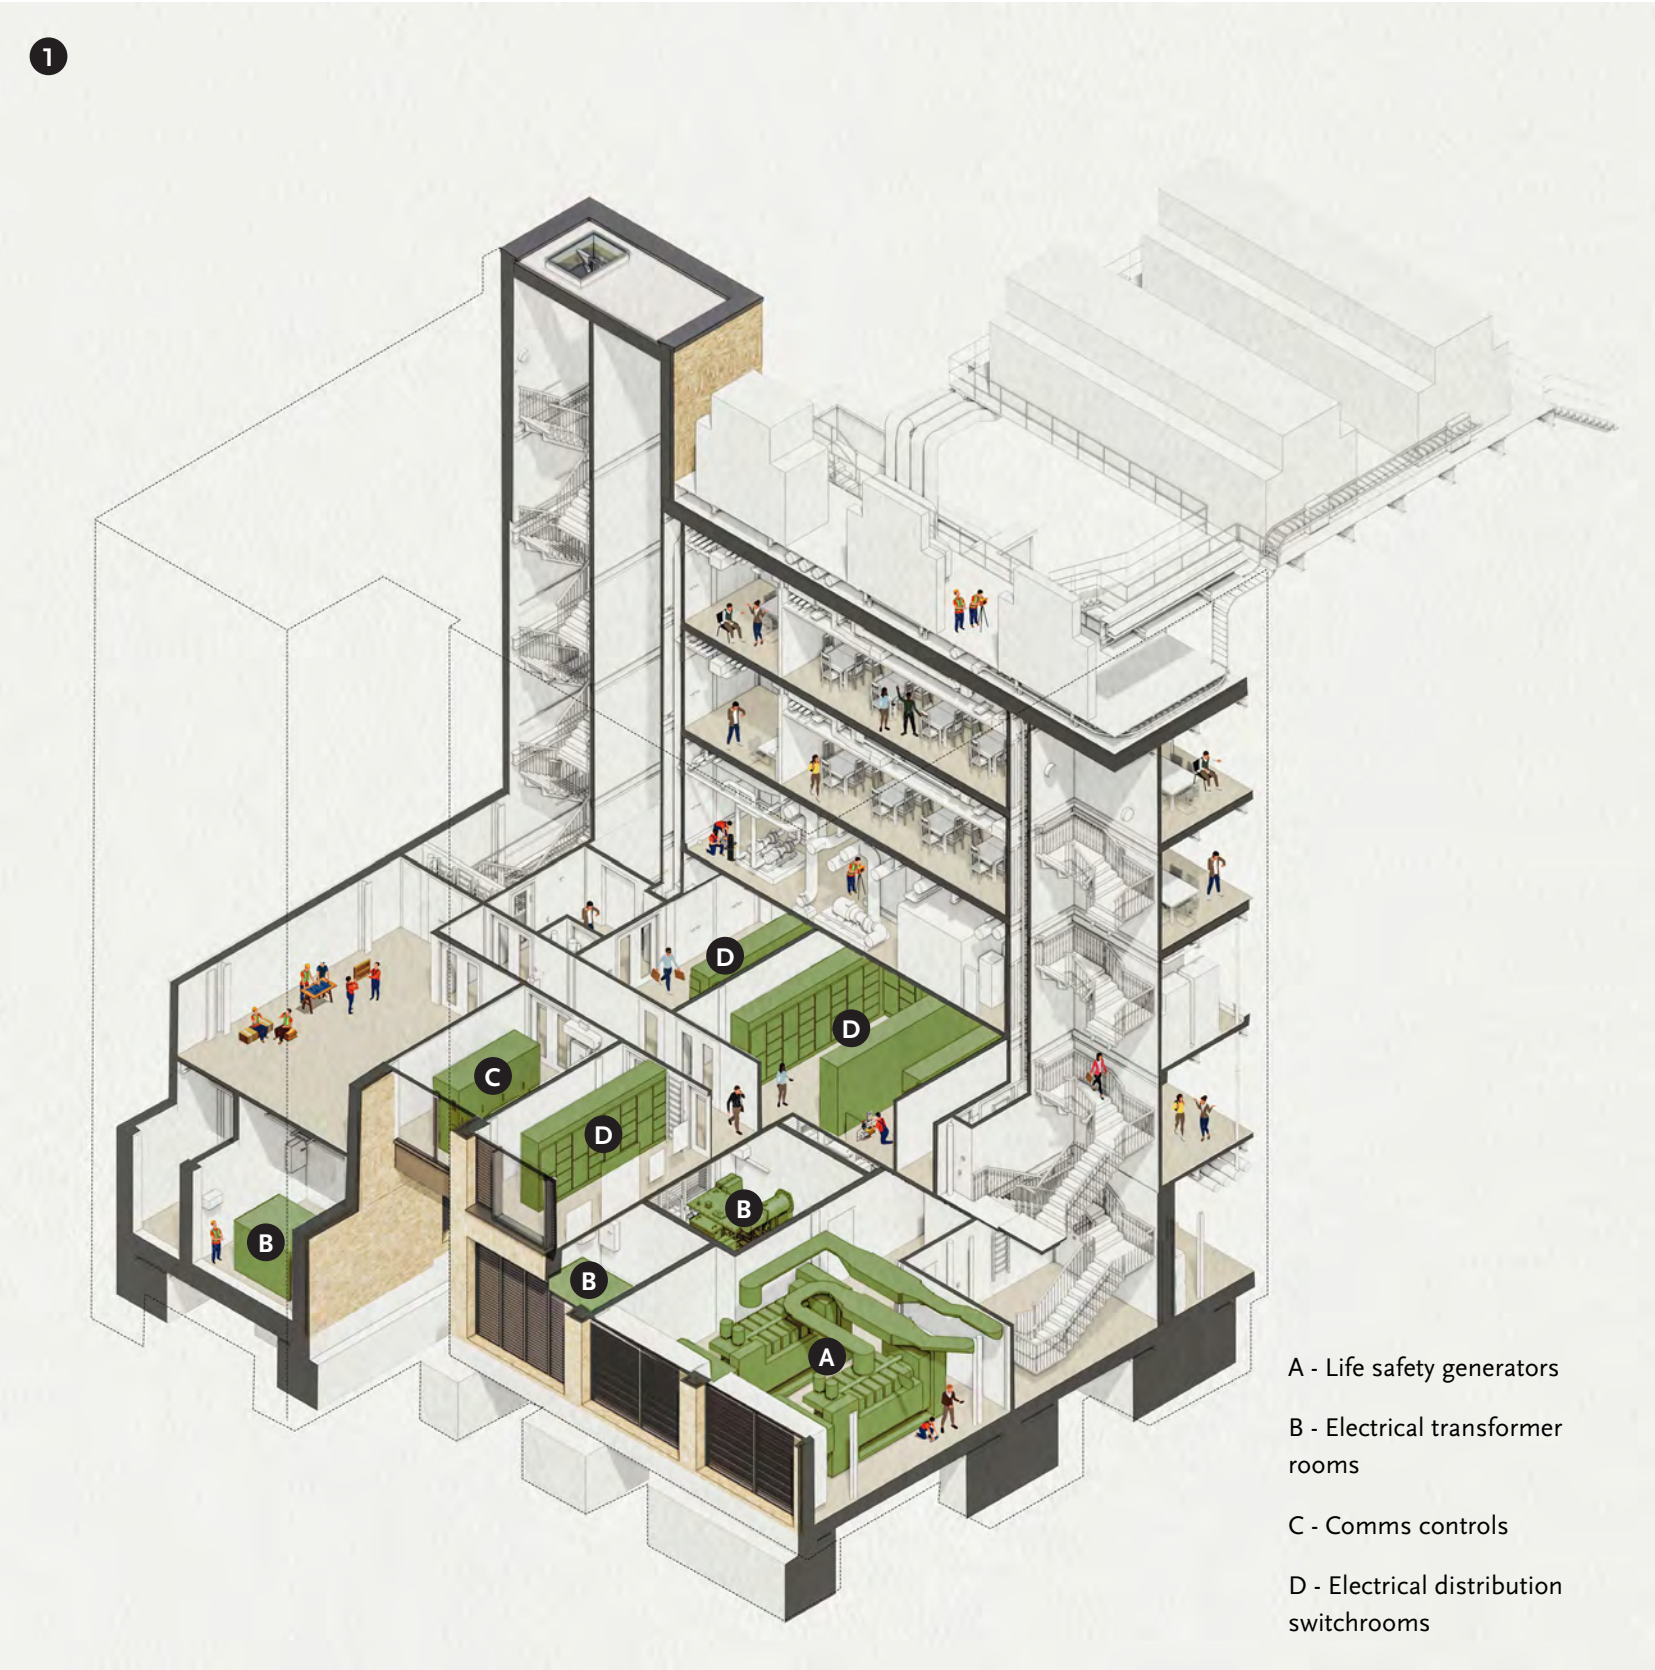 1
D
D
C
D
B
B
B
A
A - Life safety generators
B - Electrical transformer
rooms
C - Comms controls
D - Electrical distribution
switchrooms